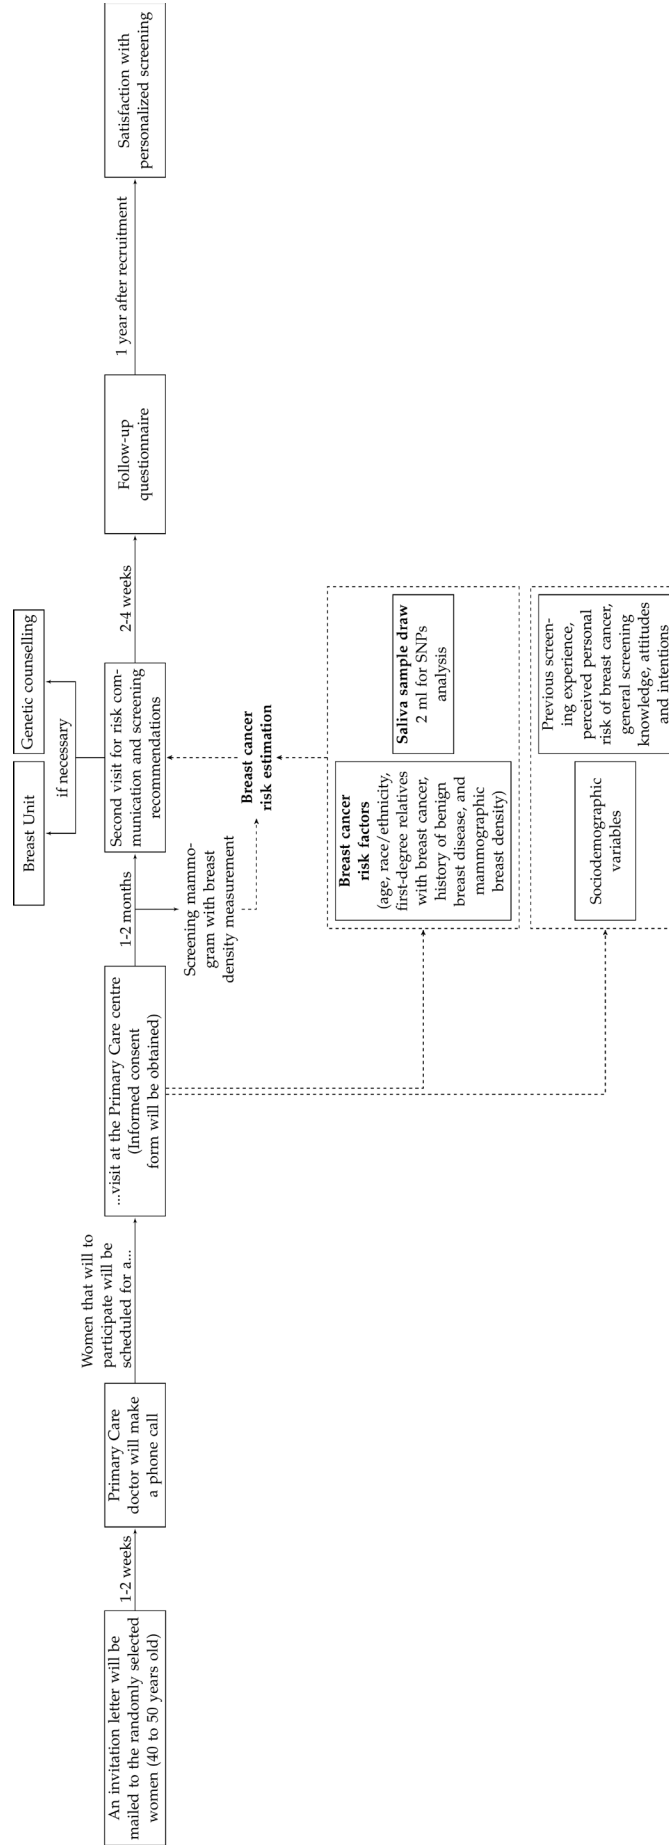 An invitation letter will be
mailed to the randomly selected
women (40 to 50 years old)
1-2 weeks
Primary Care
doctor will make
a phone call
Women that will to
participate will be
scheduled for a...
...visit at the Primary Care centre
(Informed consent
form will be obtained)
1-2 months
Screening mammo-
gram with breast
density measurement
Breast Unit
Genetic counselling
if necessary
Second visit for risk com-
munication and screening
recommendations
Breast cancer
risk estimation
2-4 weeks
Follow-up
questionnaire
1 year after recruitment
Satisfaction with
personalized screening
Breast cancer
risk factors
(age, race/ethnicity,
first-degree relatives
with breast cancer,
history of benign
breast disease, and
mammographic
breast density)
Saliva sample draw
2 ml for SNPs
analysis
Sociodemographic
variables
Previous screen-
ing experience,
perceived personal
risk of breast cancer,
general screening
knowledge, attitudes
and intentions